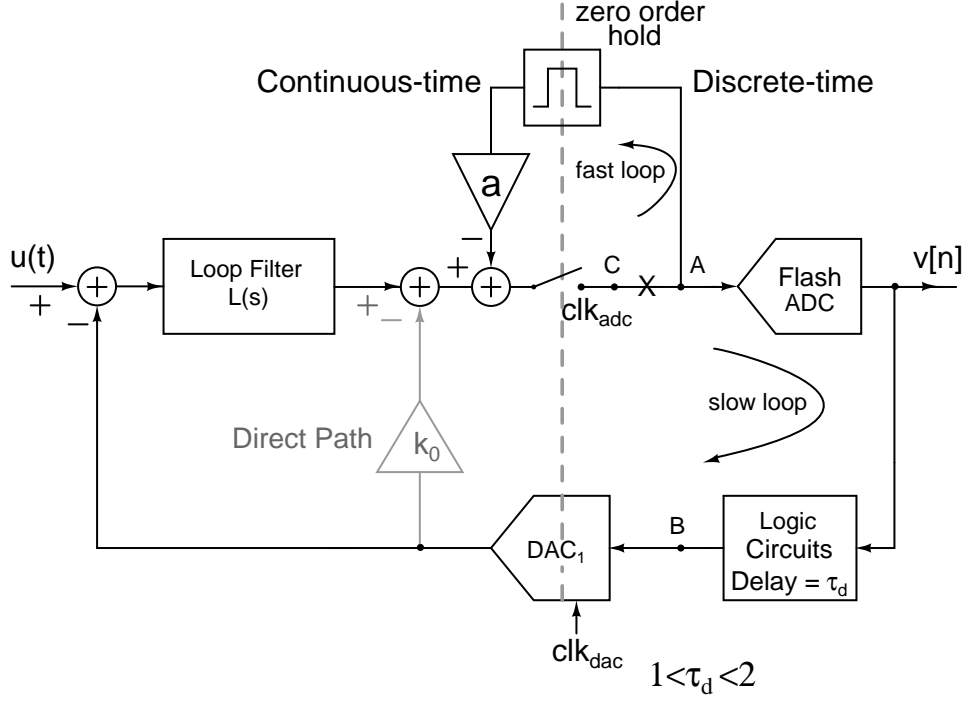 zero order
hold
Continuous-time
Discrete-time
a
fast loop
u(t)
+
−
+
Loop Filter
L(s)
+
−
+
+
−
+
C
X
A
clk_adc
Flash
ADC
v[n]
slow loop
Direct Path
k_0
DAC_1
B
Logic
Circuits
Delay = τ_d
clk_dac
1<τ_d<2